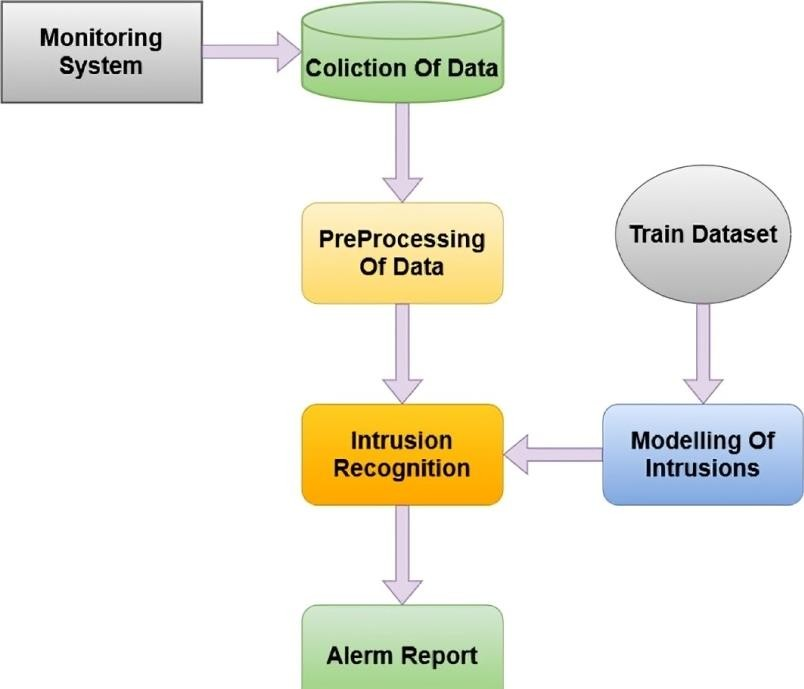 Monitoring
System
Coliction Of Data
PreProcessing
Of Data
Train Dataset
Intrusion
Recognition
Modelling Of
Intrusions
Alerm Report